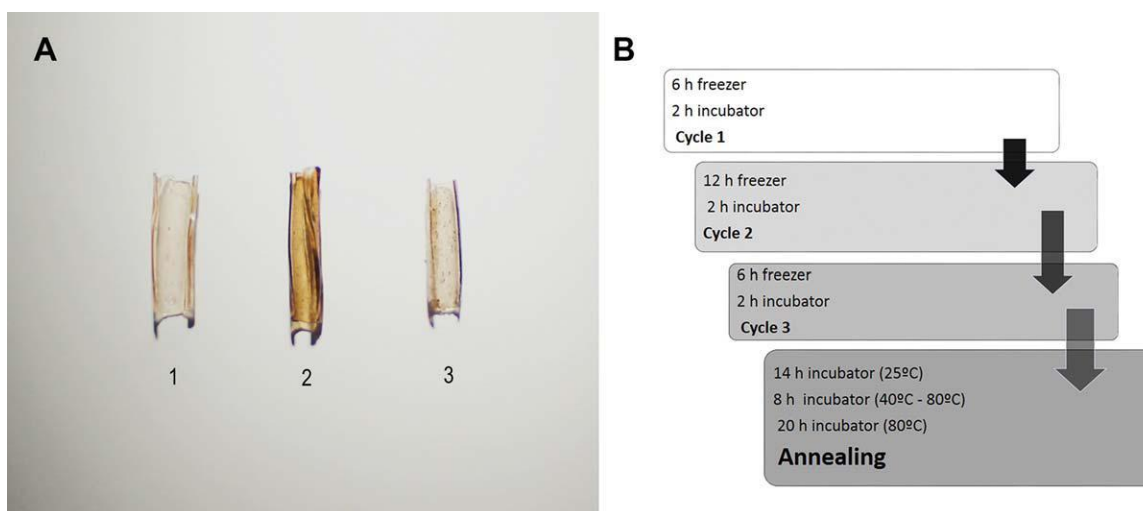 A
1
2
3
B
6 h freezer
2 h incubator
Cycle 1
12 h freezer
2 h incubator
Cycle 2
6 h freezer
2 h incubator
Cycle 3
14 h incubator (25ºC)
8 h incubator (40ºC - 80ºC)
20 h incubator (80ºC)
Annealing